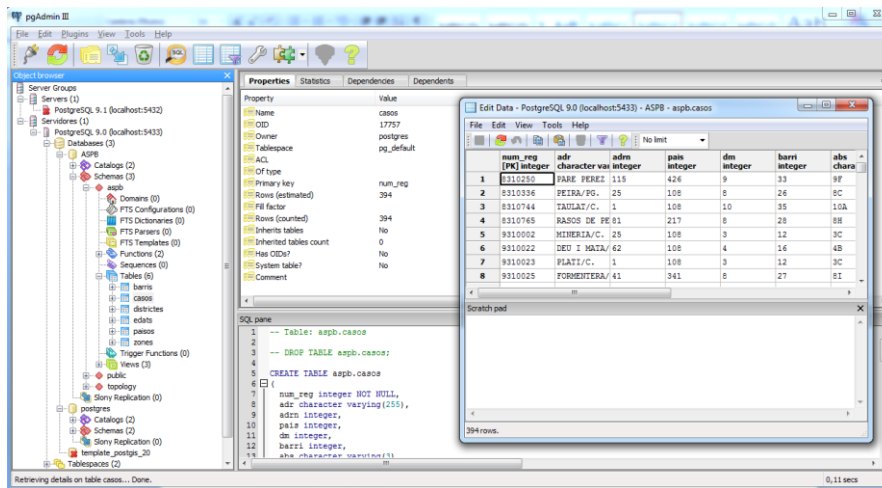 pgAdmin III
File Edit Plugins View Tools Help
SQL
Object browser
Server Groups
Servers (1)
PostgreSQL 9.1 (localhost:5432)
Servidores (1)
PostgreSQL 9.0 (localhost:5433)
Databases (3)
ASPB
Catalogs (2)
Schemas (3)
aspb
Domains (0)
FTS Configurations (0)
FTS Dictionaries (0)
FTS Parsers (0)
FTS Templates (0)
Functions (2)
Sequences (0)
Tables (6)
barris
casos
districtes
edats
paisos
zones
Trigger Functions (0)
Views (3)
public
topology
Slony Replication (0)
postgres
Catalogs (2)
Schemas (2)
Slony Replication (0)
template_postgis_20
Tablespaces (2)
Properties Statistics Dependencies Dependents
Property Value
Name casos
OID 17757
Owner postgres
Tablespace pg_default
ACL
Of type
Primary key num_reg
Rows (estimated) 394
Fill factor
Rows (counted) 394
Inherits tables No
Inherited tables count 0
Has OIDs? No
System table? No
Comment
SQL pane
1 -- Table: aspb.casos
2
3 -- DROP TABLE aspb.casos;
4
5 CREATE TABLE aspb.casos
6 (
7 num_reg integer NOT NULL,
8 adr character varying(255),
9 adrn integer,
10 pais integer,
11 dm integer,
12 barri integer,
13 abs character varying(3)
Edit Data - PostgreSQL 9.0 (localhost:5433) - ASPB - aspb.casos
File Edit View Tools Help
No limit
num_reg adr adrn pais dm barri abs
[PK] integer character var integer integer integer integer chara
1 8310250 PARE PEREZ 115 426 9 33 9F
2 8310336 PEIRA/PG. 25 108 8 26 8C
3 8310744 TAULAT/C. 1 108 10 35 10A
4 8310765 RASOS DE PE 81 217 8 28 8H
5 9310002 MINERIA/C. 25 108 3 12 3C
6 9310022 DEU I MATA/ 62 108 4 16 4B
7 9310023 PLATI/C. 1 108 3 12 3C
8 9310025 FORMENTERA/ 41 341 8 27 8I
Scratch pad
394 rows.
Retrieving details on table casos... Done. 0,11 secs